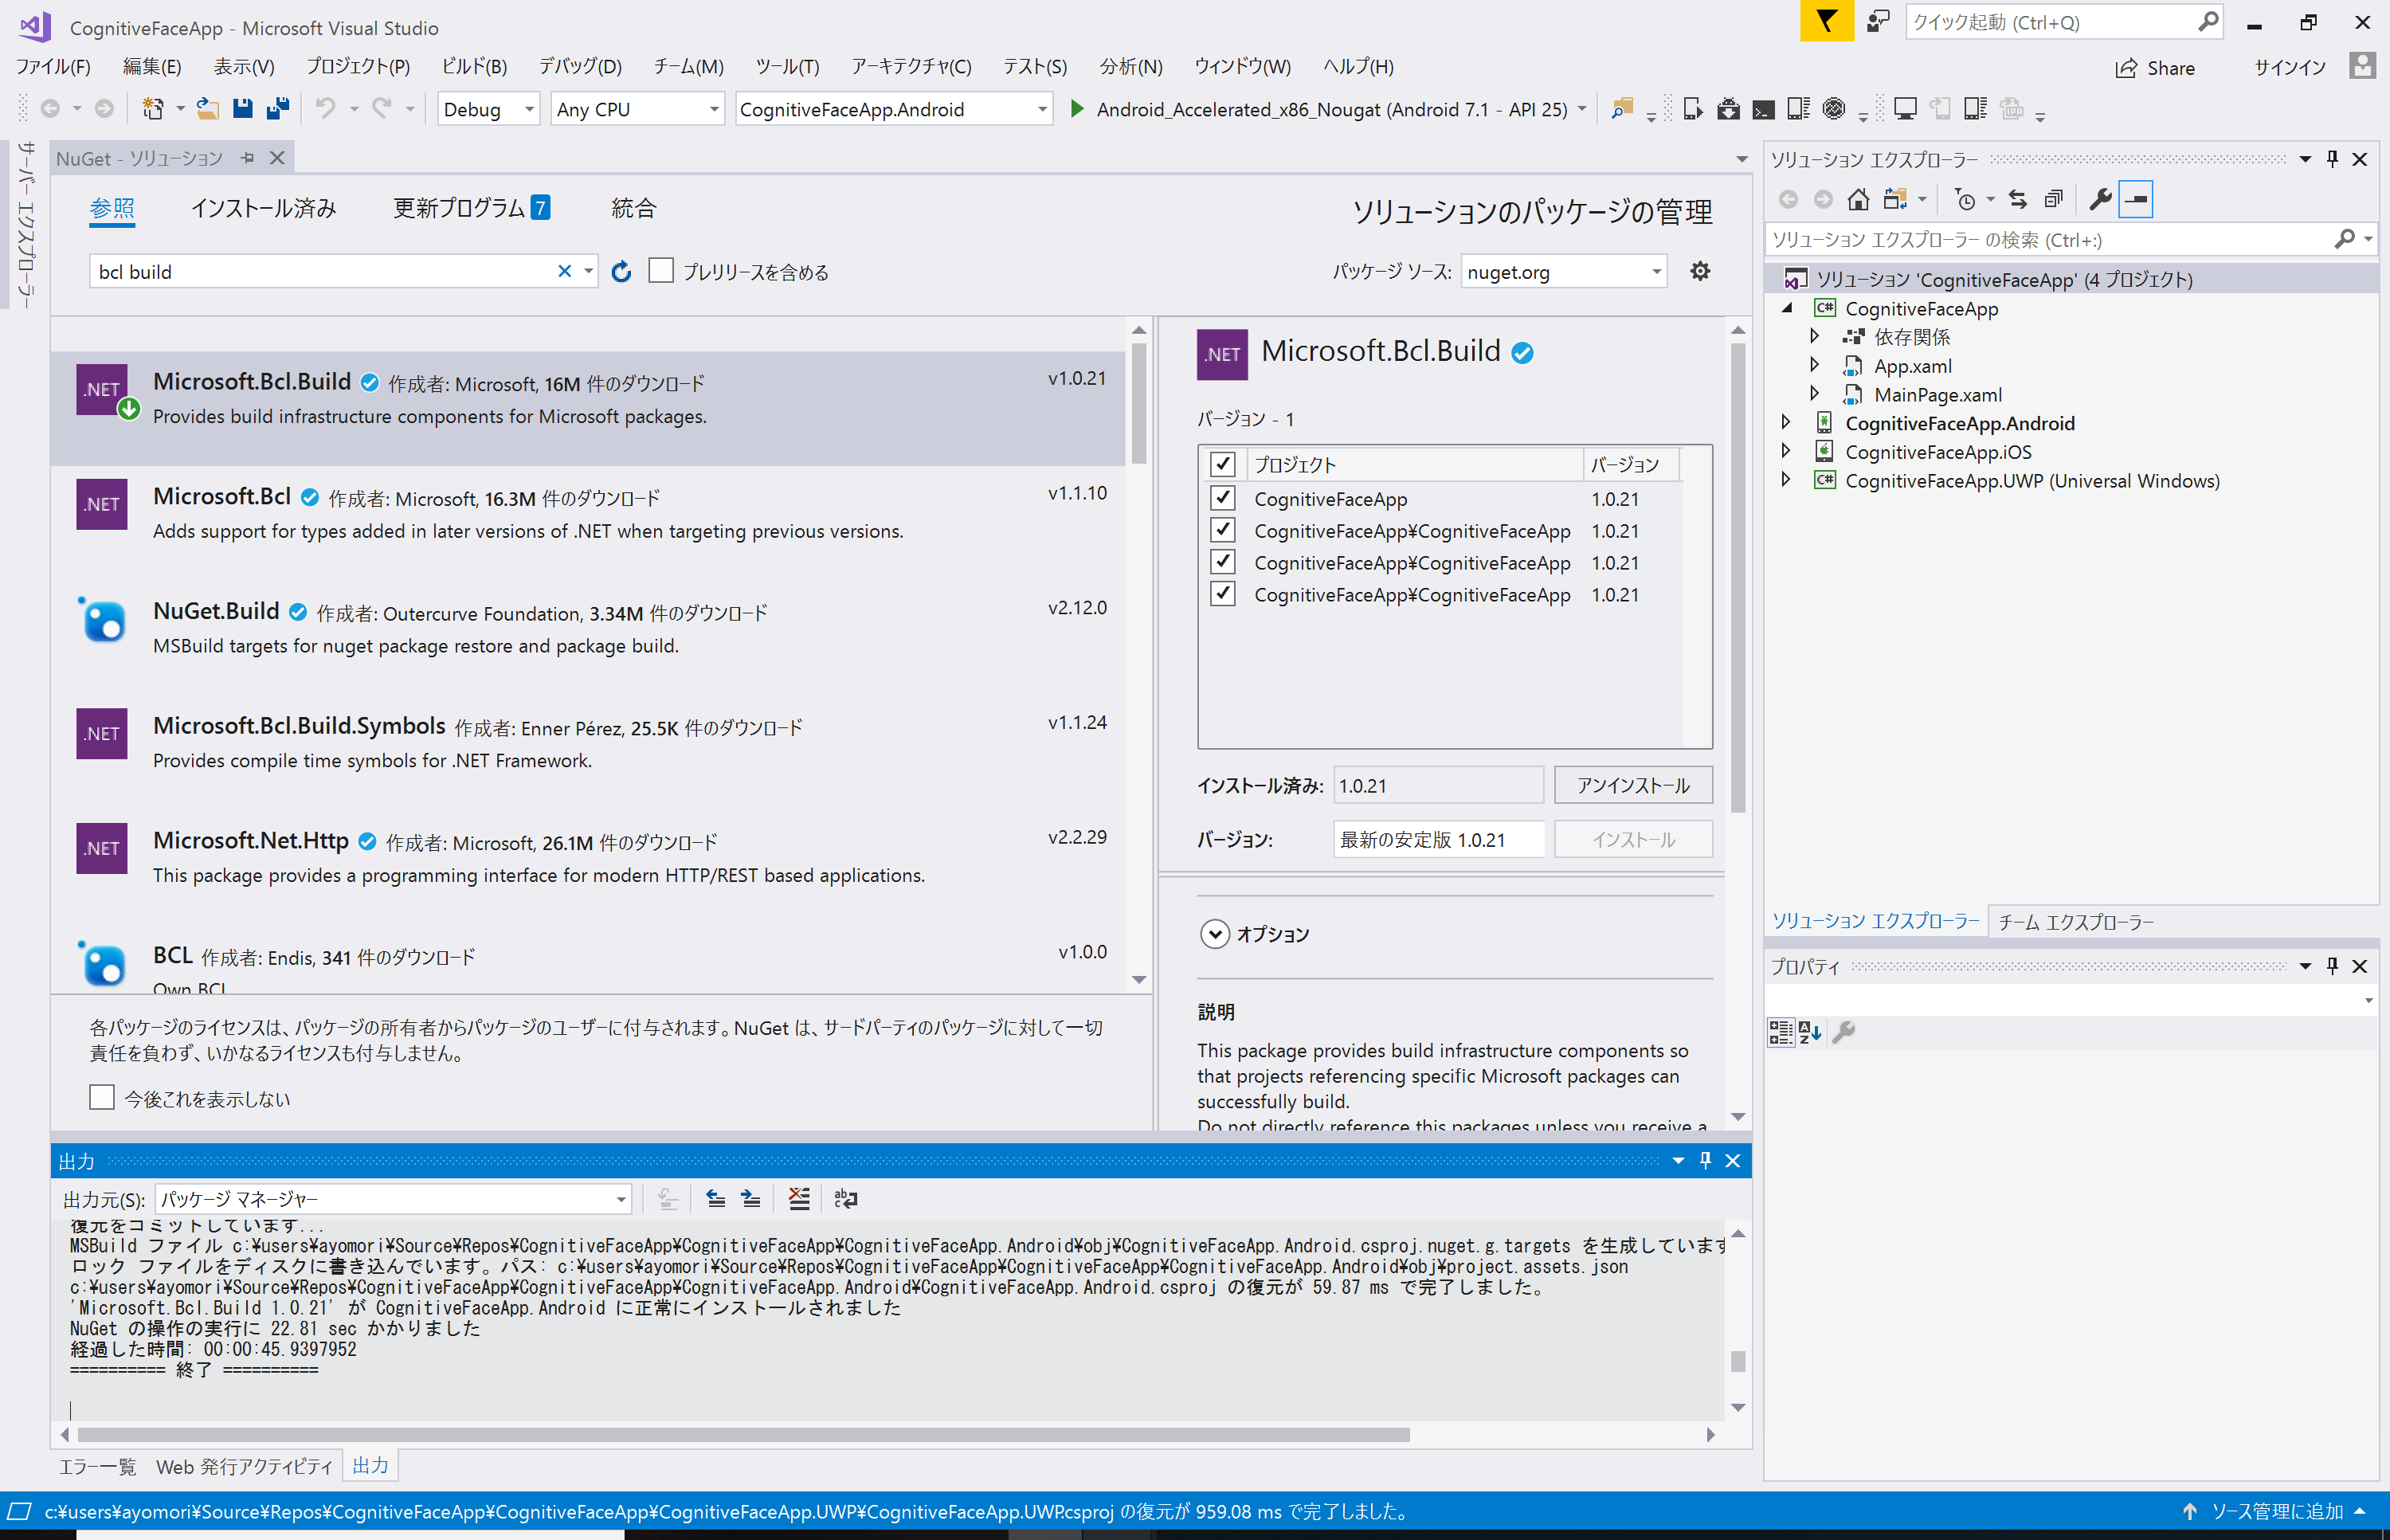 CognitiveFaceApp - Microsoft Visual Studio
クイック起動 (Ctrl+Q)
ファイル(F) 編集(E) 表示(V) プロジェクト(P) ビルド(B) デバッグ(D) チーム(M) ツール(T) アーキテクチャ(C) テスト(S) 分析(N) ウィンドウ(W) ヘルプ(H)
Share サインイン
Debug Any CPU CognitiveFaceApp.Android Android_Accelerated_x86_Nougat (Android 7.1 - API 25)
サーバー エクスプローラー
NuGet - ソリューション
参照 インストール済み 更新プログラム 7 統合
ソリューションのパッケージの管理
bcl build
プレリリースを含める
パッケージ ソース: nuget.org
.NET
Microsoft.Bcl.Build 作成者: Microsoft, 16M 件のダウンロード v1.0.21
Provides build infrastructure components for Microsoft packages.
.NET
Microsoft.Bcl 作成者: Microsoft, 16.3M 件のダウンロード v1.1.10
Adds support for types added in later versions of .NET when targeting previous versions.
NuGet.Build 作成者: Outercurve Foundation, 3.34M 件のダウンロード v2.12.0
MSBuild targets for nuget package restore and package build.
.NET
Microsoft.Bcl.Build.Symbols 作成者: Enner Pérez, 25.5K 件のダウンロード v1.1.24
Provides compile time symbols for .NET Framework.
.NET
Microsoft.Net.Http 作成者: Microsoft, 26.1M 件のダウンロード v2.2.29
This package provides a programming interface for modern HTTP/REST based applications.
BCL 作成者: Endis, 341 件のダウンロード v1.0.0
Own BCL
各パッケージのライセンスは、パッケージの所有者からパッケージのユーザーに付与されます。NuGet は、サードパーティのパッケージに対して一切
責任を負わず、いかなるライセンスも付与しません。
今後これを表示しない
.NET
Microsoft.Bcl.Build
バージョン - 1
プロジェクト バージョン
CognitiveFaceApp 1.0.21
CognitiveFaceApp¥CognitiveFaceApp 1.0.21
CognitiveFaceApp¥CognitiveFaceApp 1.0.21
CognitiveFaceApp¥CognitiveFaceApp 1.0.21
インストール済み: 1.0.21 アンインストール
バージョン: 最新の安定版 1.0.21 インストール
オプション
説明
This package provides build infrastructure components so
that projects referencing specific Microsoft packages can
successfully build.
Do not directly reference this packages unless you receive a
出力
出力元(S): パッケージ マネージャー
復元をコミットしています...
MSBuild ファイル c:¥users¥ayomori¥Source¥Repos¥CognitiveFaceApp¥CognitiveFaceApp¥CognitiveFaceApp.Android¥obj¥CognitiveFaceApp.Android.csproj.nuget.g.targets を生成しています
ロック ファイルをディスクに書き込んでいます。パス: c:¥users¥ayomori¥Source¥Repos¥CognitiveFaceApp¥CognitiveFaceApp¥CognitiveFaceApp.Android¥obj¥project.assets.json
c:¥users¥ayomori¥Source¥Repos¥CognitiveFaceApp¥CognitiveFaceApp¥CognitiveFaceApp.Android¥CognitiveFaceApp.Android.csproj の復元が 59.87 ms で完了しました。
'Microsoft.Bcl.Build 1.0.21' が CognitiveFaceApp.Android に正常にインストールされました
NuGet の操作の実行に 22.81 sec かかりました
経過した時間: 00:00:45.9397952
========== 終了 ==========
エラー一覧 Web 発行アクティビティ 出力
ソリューション エクスプローラー
ソリューション エクスプローラー の検索 (Ctrl+:)
ソリューション 'CognitiveFaceApp' (4 プロジェクト)
C# CognitiveFaceApp
依存関係
App.xaml
MainPage.xaml
CognitiveFaceApp.Android
CognitiveFaceApp.iOS
C# CognitiveFaceApp.UWP (Universal Windows)
ソリューション エクスプローラー チーム エクスプローラー
プロパティ
c:¥users¥ayomori¥Source¥Repos¥CognitiveFaceApp¥CognitiveFaceApp¥CognitiveFaceApp.UWP¥CognitiveFaceApp.UWP.csproj の復元が 959.08 ms で完了しました。
ソース管理に追加